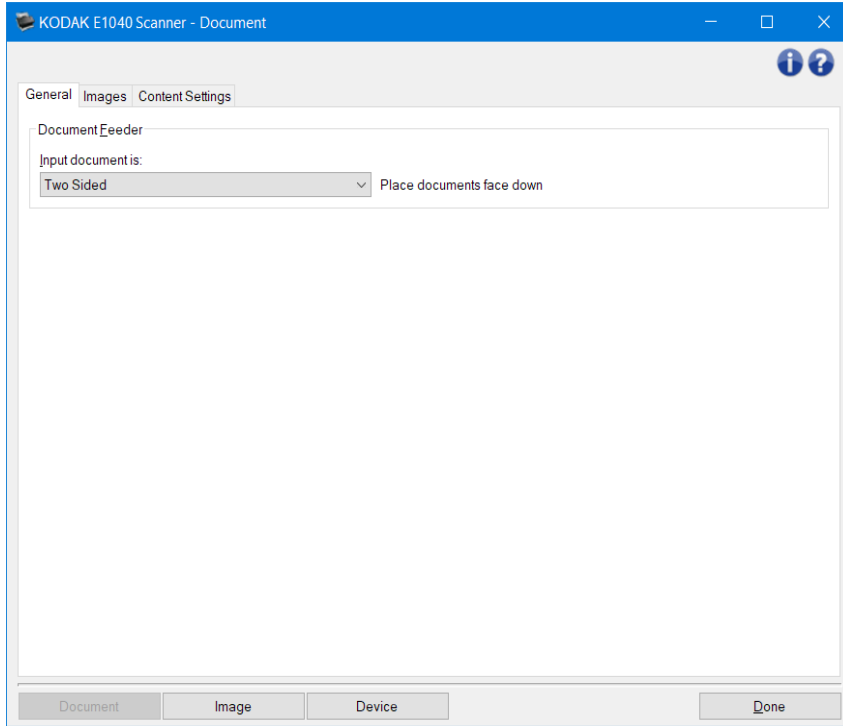 KODAK E1040 Scanner - Document
General Images Content Settings
Document Feeder
Input document is:
Two Sided Place documents face down
Document Image Device Done